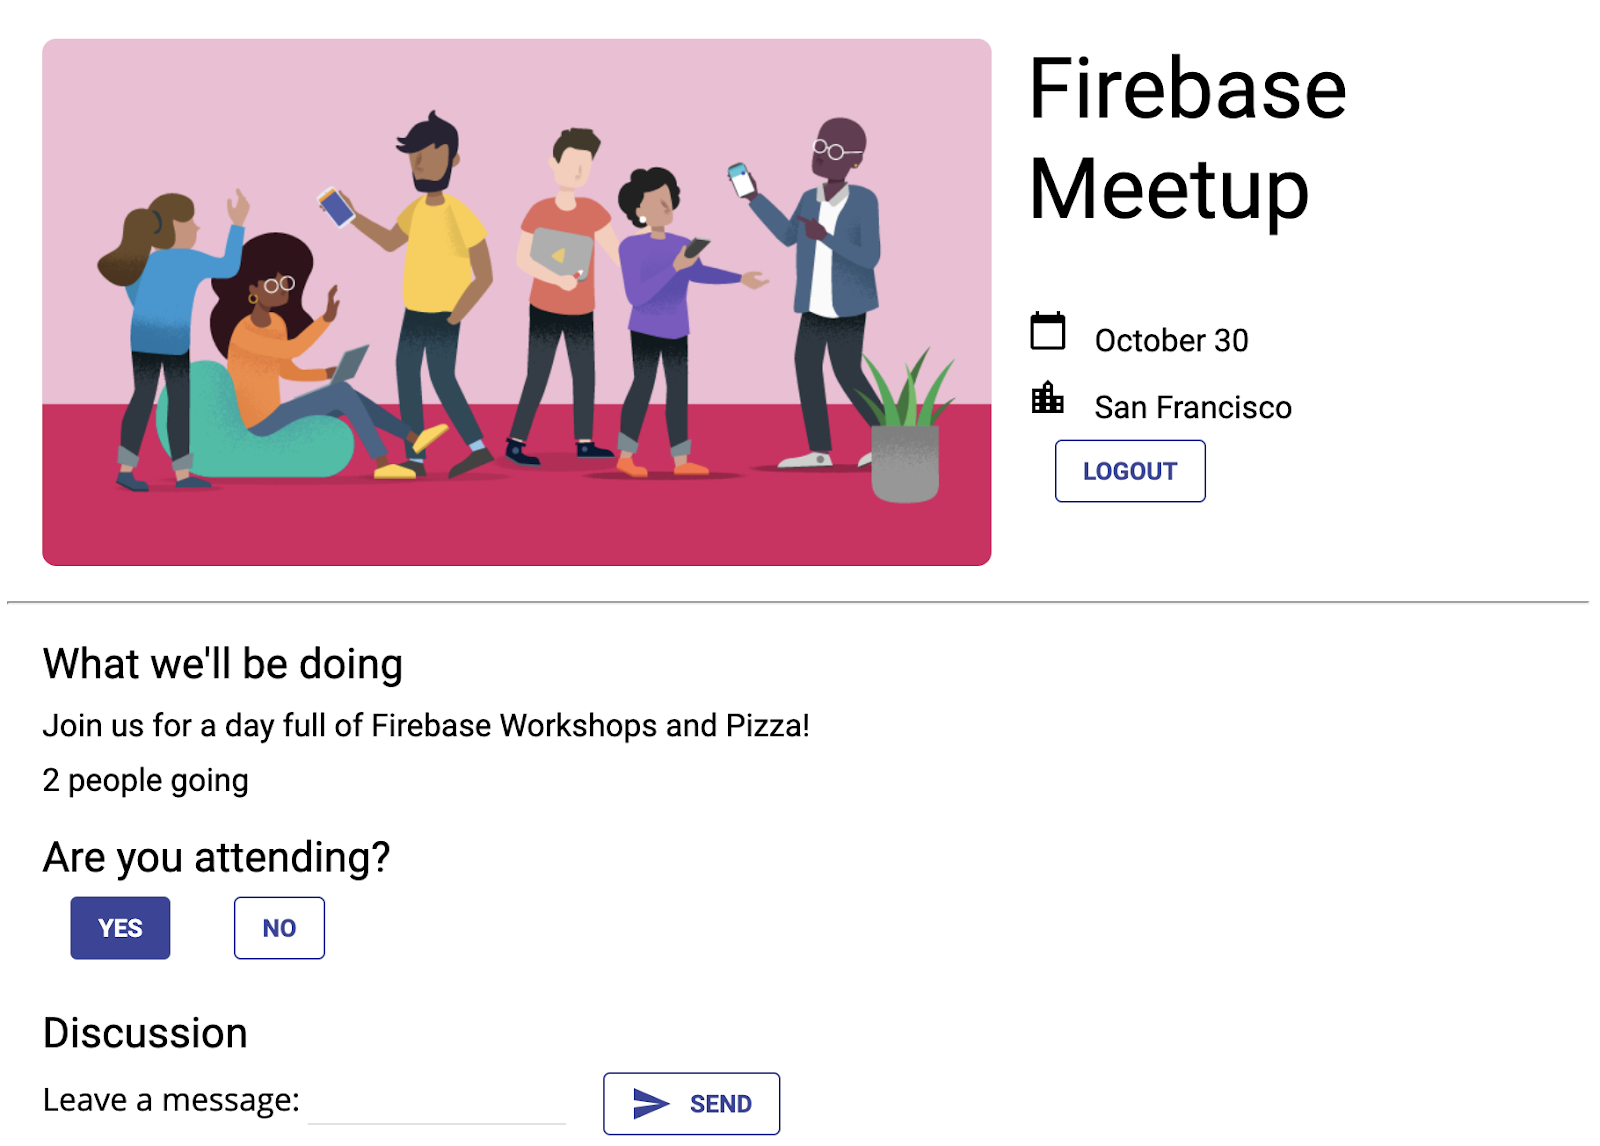 Firebase
Meetup
October 30
San Francisco
LOGOUT
What we'll be doing
Join us for a day full of Firebase Workshops and Pizza!
2 people going
Are you attending?
YES NO
Discussion
Leave a message: SEND